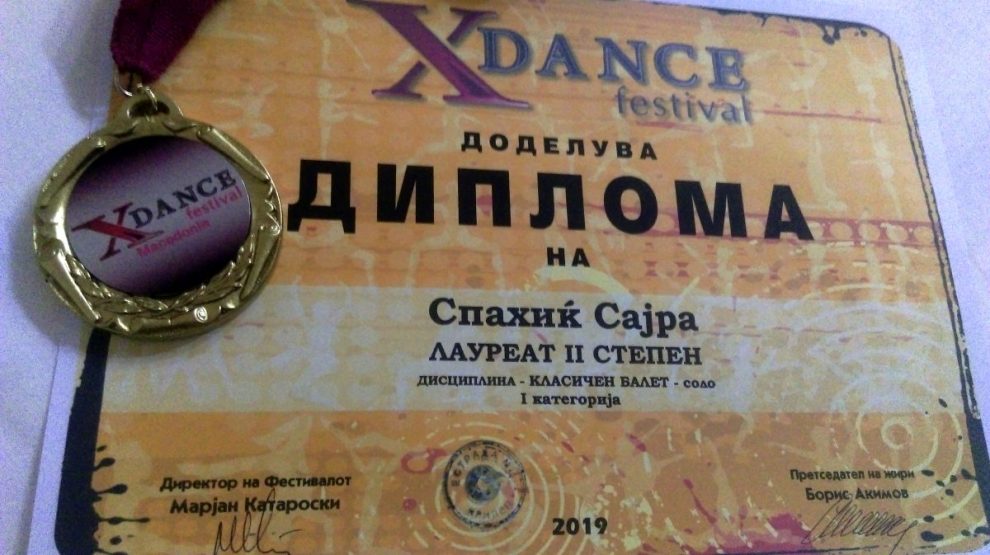 XDANCE
festival
ДОДЕЛУВА
ДИПЛОМА
НА
Спахиќ Сајра
ЛАУРЕАТ II СТЕПЕН
ДИСЦИПЛИНА - КЛАСИЧЕН БАЛЕТ - соло
I категорија
Директор на Фестивалот
Марјан Катароски
Претседател на жири
Борис Акимов
2019
XDANCE
festival
Macedonia